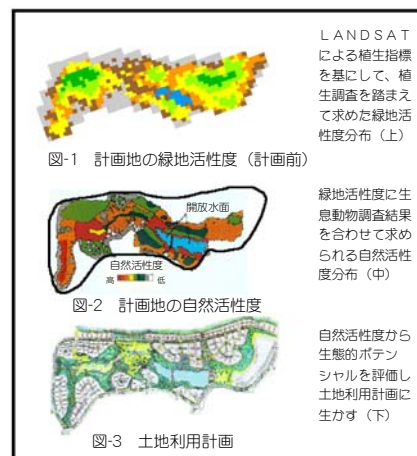 LANDSAT
による植生指標
を基にして、植
生調査を踏まえ
て求めた緑地活
性度分布(上)
図-1 計画地の緑地活性度(計画前)
緑地活性度に生
息動物調査結果
を合わせて求め
られる自然活性
度分布(中)
開放水面
自然活性度
高
低
図-2 計画地の自然活性度
自然活性度から
生態的ポテン
シャルを評価し
土地利用計画に
生かす(下)
図-3 土地利用計画